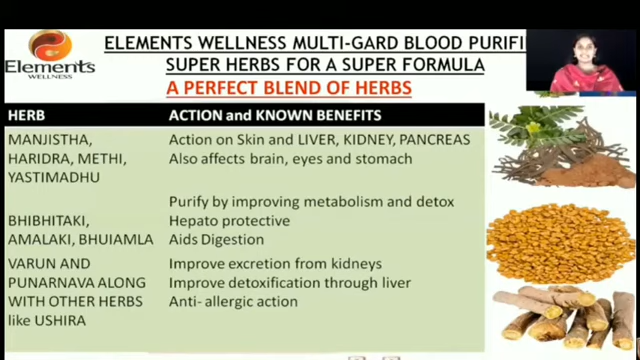 Elements
WELLNESS
ELEMENTS WELLNESS MULTI-GARD BLOOD PURIFI
SUPER HERBS FOR A SUPER FORMULA
A PERFECT BLEND OF HERBS
HERB
ACTION and KNOWN BENEFITS
MANJISTHA,
HARIDRA, METHI,
YASTIMADHU
Action on Skin and LIVER, KIDNEY, PANCREAS
Also affects brain, eyes and stomach
Purify by improving metabolism and detox
BHIBHITAKI,
AMALAKI, BHUIAMLA
Hepato protective
Aids Digestion
VARUN AND
PUNARNAVA ALONG
WITH OTHER HERBS
like USHIRA
Improve excretion from kidneys
Improve detoxification through liver
Anti- allergic action